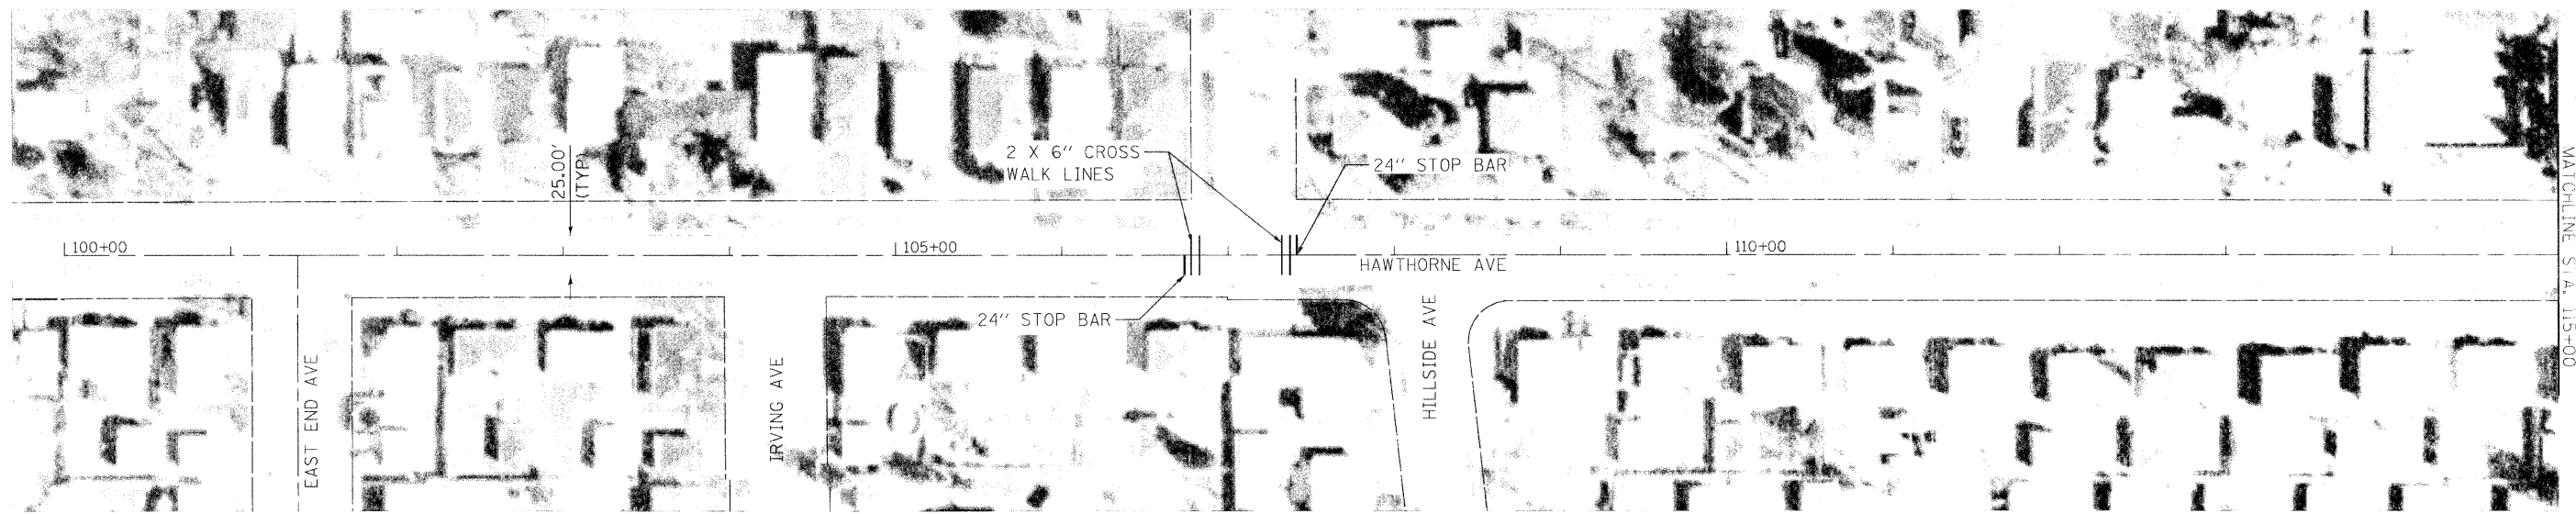 25.00'
(TYP)
2 X 6" CROSS
WALK LINES
24" STOP BAR
100+00
105+00
110+00
HAWTHORNE AVE
24" STOP BAR
EAST END AVE
IRVING AVE
HILLSIDE AVE
MATCHLINE STA. 115+00